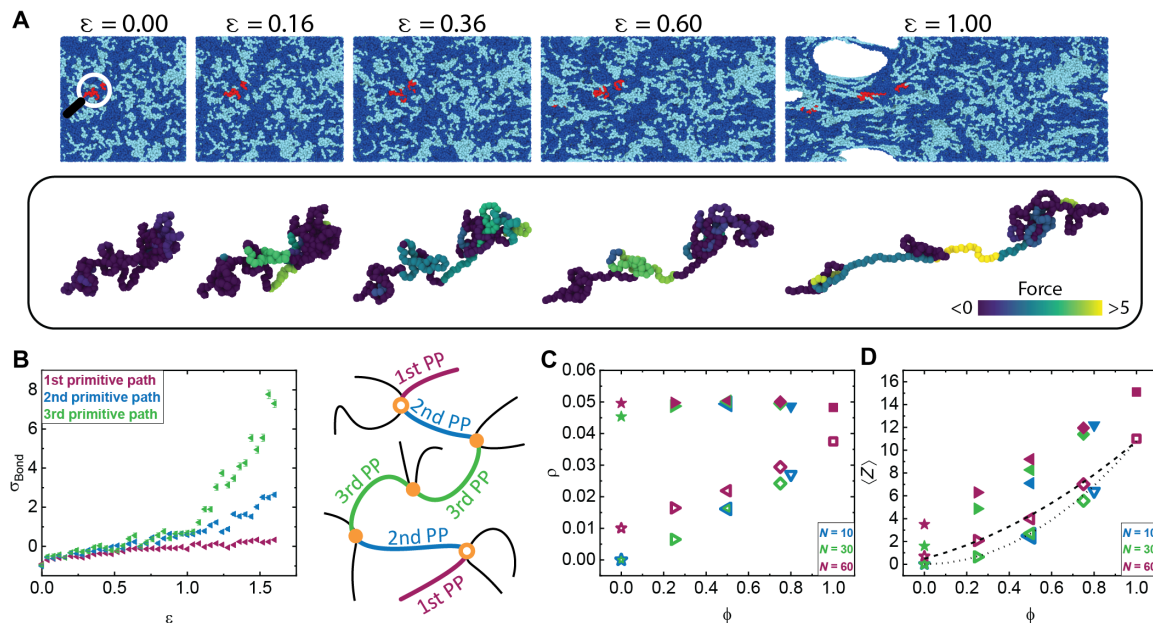 A
ε = 0.00
ε = 0.16
ε = 0.36
ε = 0.60
ε = 1.00
Force
<0
>5
B
1st primitive path
2nd primitive path
3rd primitive path
8
6
4
2
0
σBond
0.0
0.5
1.0
1.5
ε
1st PP
2nd PP
3rd PP
3rd PP
2nd PP
1st PP
C
0.05
0.04
0.03
0.02
0.01
0.00
ρ
0.0
0.2
0.4
0.6
0.8
1.0
ϕ
N = 10
N = 30
N = 60
D
16
14
12
10
8
6
4
2
0
⟨Z⟩
0.0
0.2
0.4
0.6
0.8
1.0
ϕ
N = 10
N = 30
N = 60